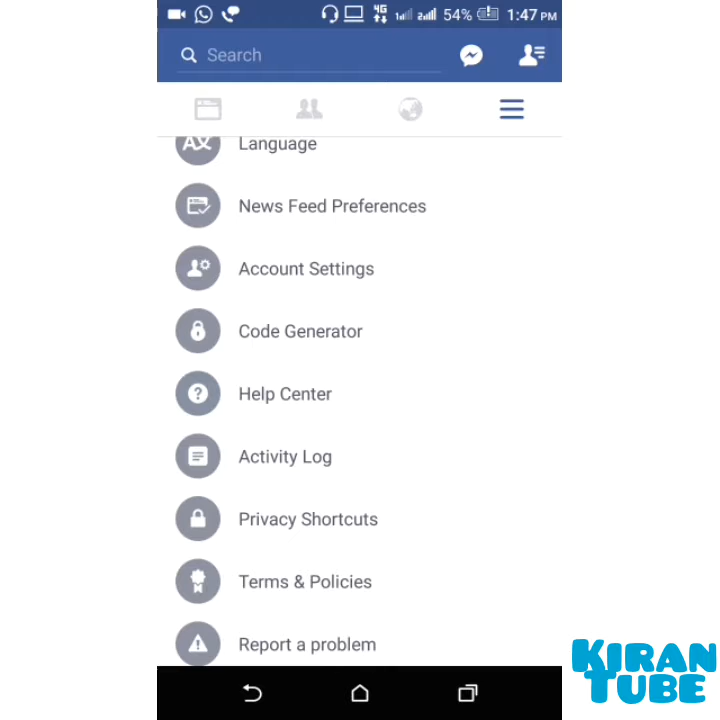 4G 54% 1:47 PM
Search
Language
News Feed Preferences
Account Settings
Code Generator
Help Center
Activity Log
Privacy Shortcuts
Terms & Policies
Report a problem
KIRAN
TUBE